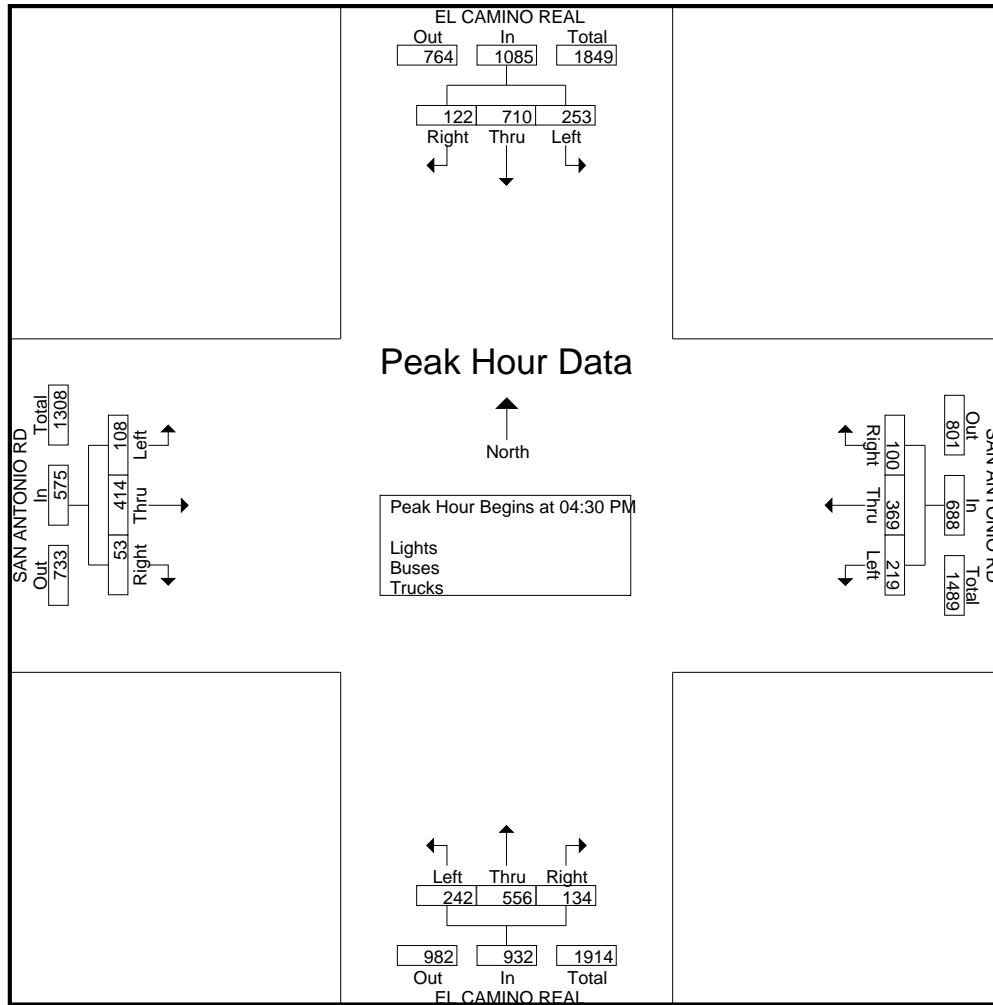 EL CAMINO REAL
Out In Total
764 1085 1849
122 710 253
Right Thru Left
Peak Hour Data
North
Peak Hour Begins at 04:30 PM
Lights
Buses
Trucks
SAN ANTONIO RD
Total In Out
1308 575 733
108 414 53
Left Thru Right
SAN ANTONIO RD
Out In Total
801 688 1489
100 369 219
Right Thru Left
Left Thru Right
242 556 134
982 932 1914
Out In Total
EL CAMINO REAL